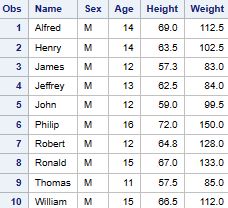 Obs Name Sex Age Height Weight
1 Alfred M 14 69.0 112.5
2 Henry M 14 63.5 102.5
3 James M 12 57.3 83.0
4 Jeffrey M 13 62.5 84.0
5 John M 12 59.0 99.5
6 Philip M 16 72.0 150.0
7 Robert M 12 64.8 128.0
8 Ronald M 15 67.0 133.0
9 Thomas M 11 57.5 85.0
10 William M 15 66.5 112.0